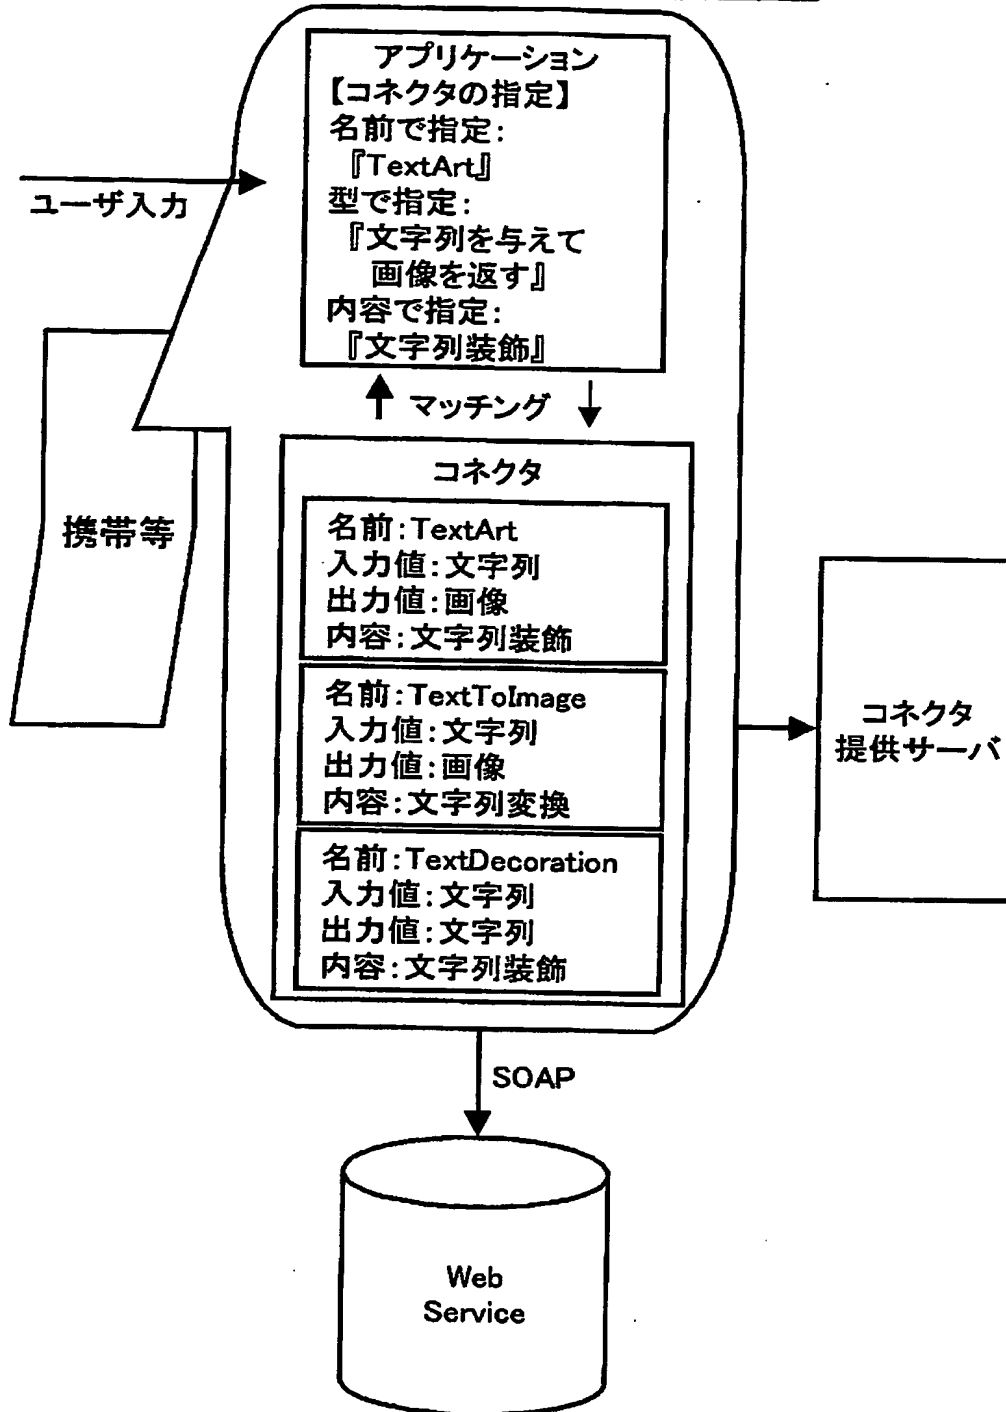 アプリケーション
【コネクタの指定】
名前で指定:
『TextArt』
型で指定:
『文字列を与えて
画像を返す』
内容で指定:
『文字列装飾』
ユーザ入力
マッチング
携帯等
コネクタ
名前:TextArt
入力値:文字列
出力値:画像
内容:文字列装飾
名前:TextToImage
入力値:文字列
出力値:画像
内容:文字列変換
名前:TextDecoration
入力値:文字列
出力値:文字列
内容:文字列装飾
コネクタ
提供サーバ
SOAP
Web
Service